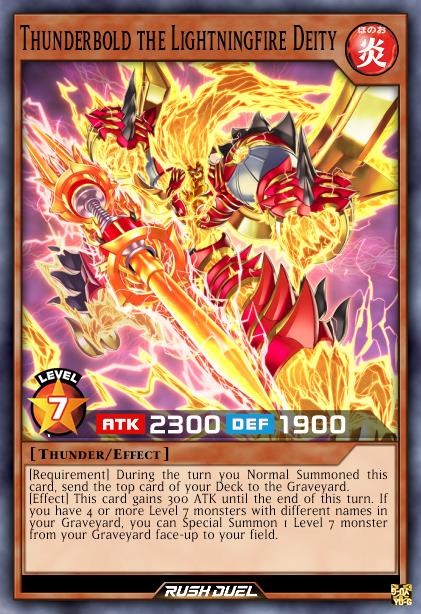 Thunderbold the Lightningfire Deity
ほのお
炎
LEVEL
7
ATK 2300 DEF 1900
[Thunder/Effect]
[Requirement] During the turn you Normal Summoned this
card, send the top card of your Deck to the Graveyard.
[Effect] This card gains 300 ATK until the end of this turn. If
you have 4 or more Level 7 monsters with different names in
your Graveyard, you can Special Summon 1 Level 7 monster
from your Graveyard face-up to your field.
RUSH DUEL